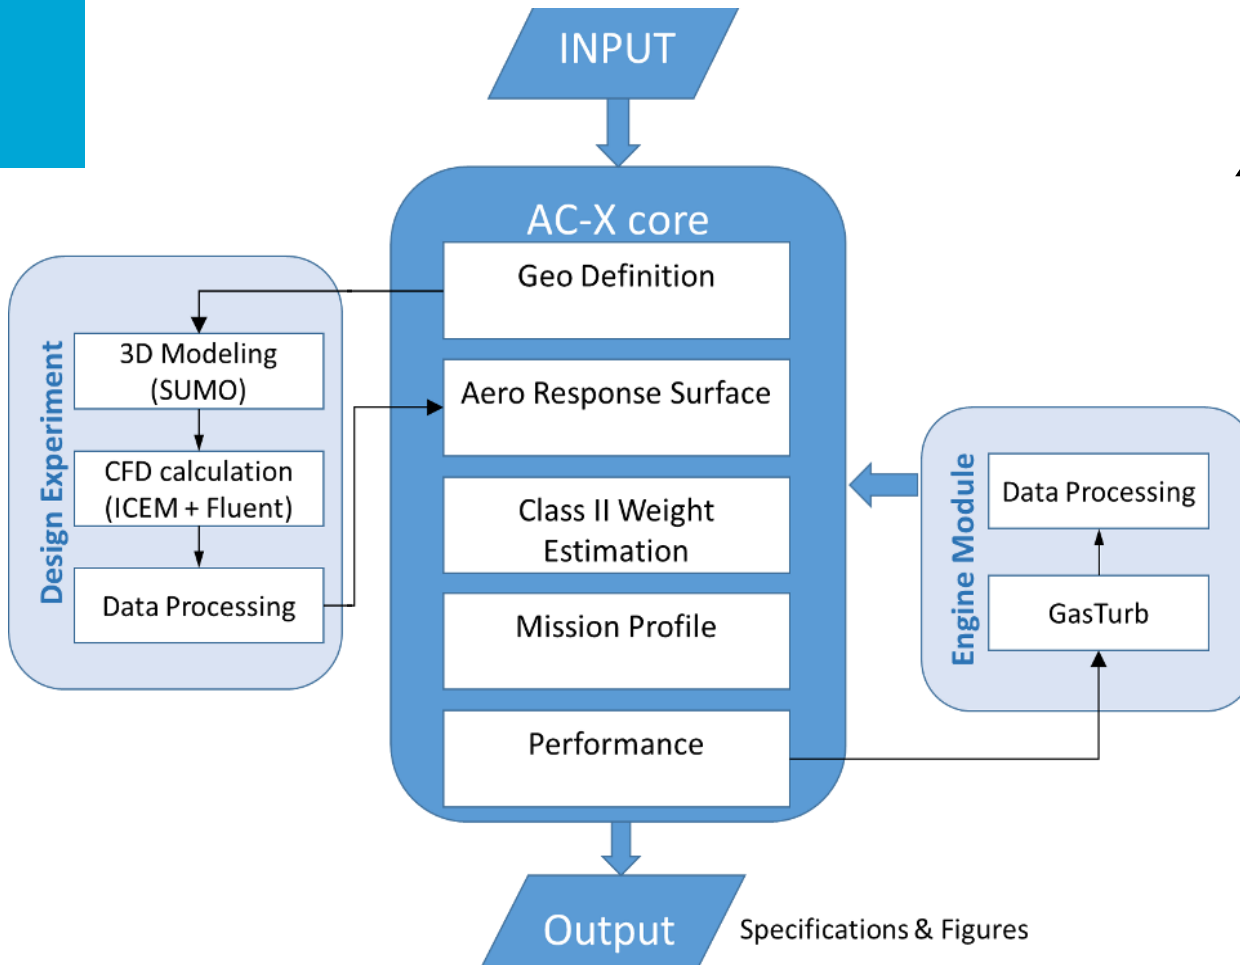 INPUT
AC-X core
Geo Definition
Aero Response Surface
Class II Weight
Estimation
Mission Profile
Performance
Design Experiment
3D Modeling
(SUMO)
CFD calculation
(ICEM + Fluent)
Data Processing
Engine Module
Data Processing
GasTurb
Output
Specifications & Figures